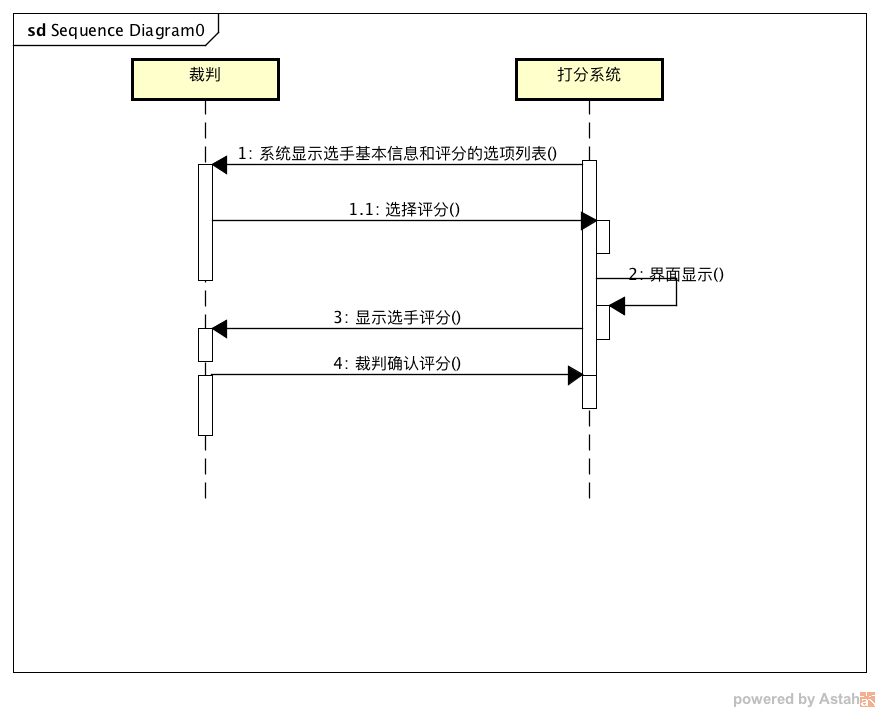 sd Sequence Diagram0
裁判
打分系统
1: 系统显示选手基本信息和评分的选项列表()
1.1: 选择评分()
2: 界面显示()
3: 显示选手评分()
4: 裁判确认评分()
powered by Astah